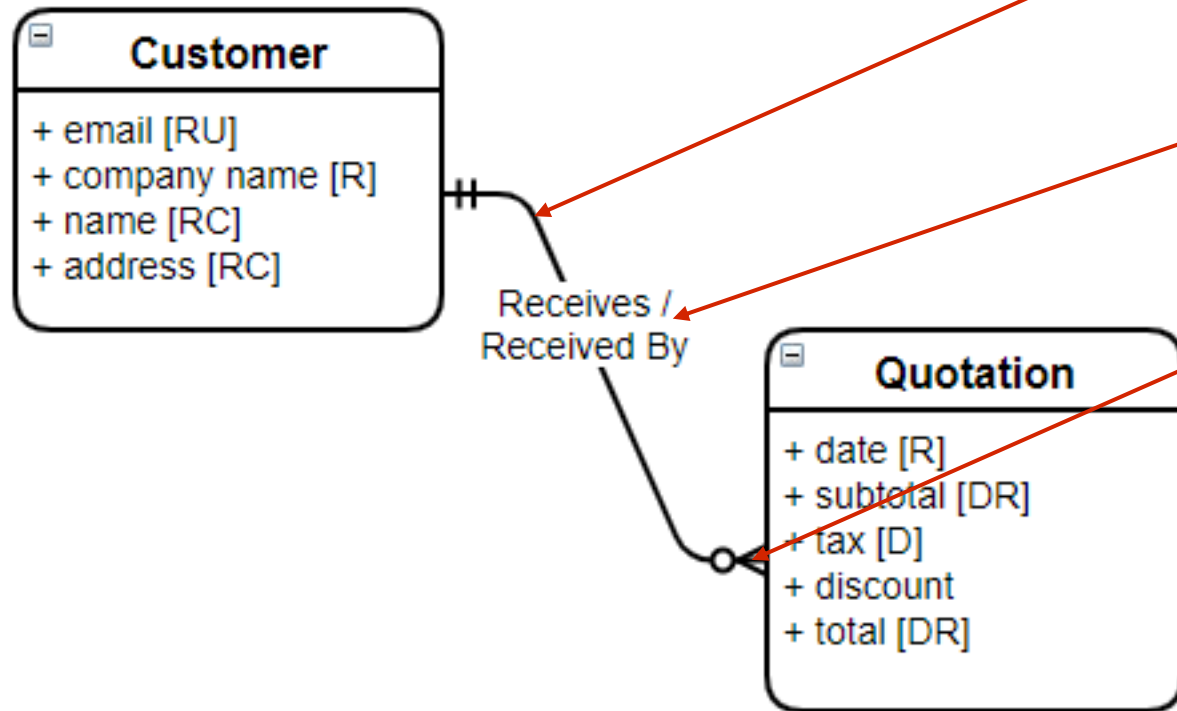 Customer
+ email [RU]
+ company name [R]
+ name [RC]
+ address [RC]
Receives /
Received By
Quotation
+ date [R]
+ subtotal [DR]
+ tax [D]
+ discount
+ total [DR]